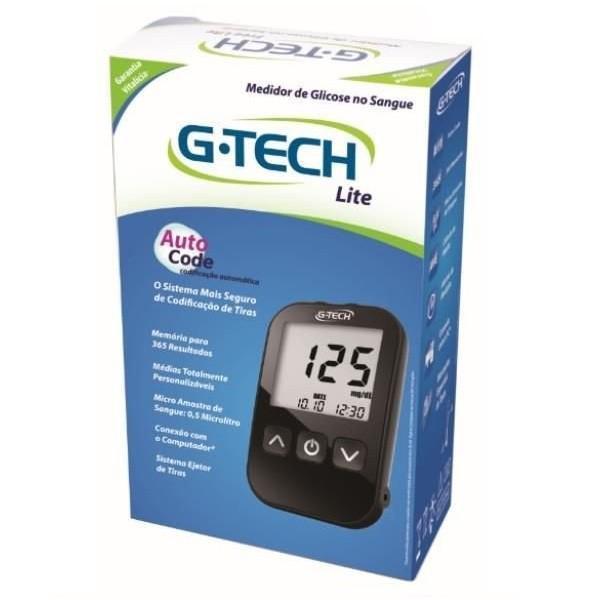 Garantia
Vitalícia
Medidor de Glicose no Sangue
G·TECH
Lite
Auto
Code
codificação automática
O Sistema Mais Seguro
de Codificação de Tiras
Memória para
365 Resultados
Médias Totalmente
Personalizáveis
Micro Amostra de
Sangue: 0,5 Microlitro
Conexão com
o Computador*
Sistema Ejetor
de Tiras
G-TECH
125
mg/dL
DATE
10.10 12:30
G·TECH